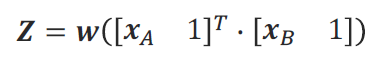 Z = w([x_A 1]^T · [x_B 1])